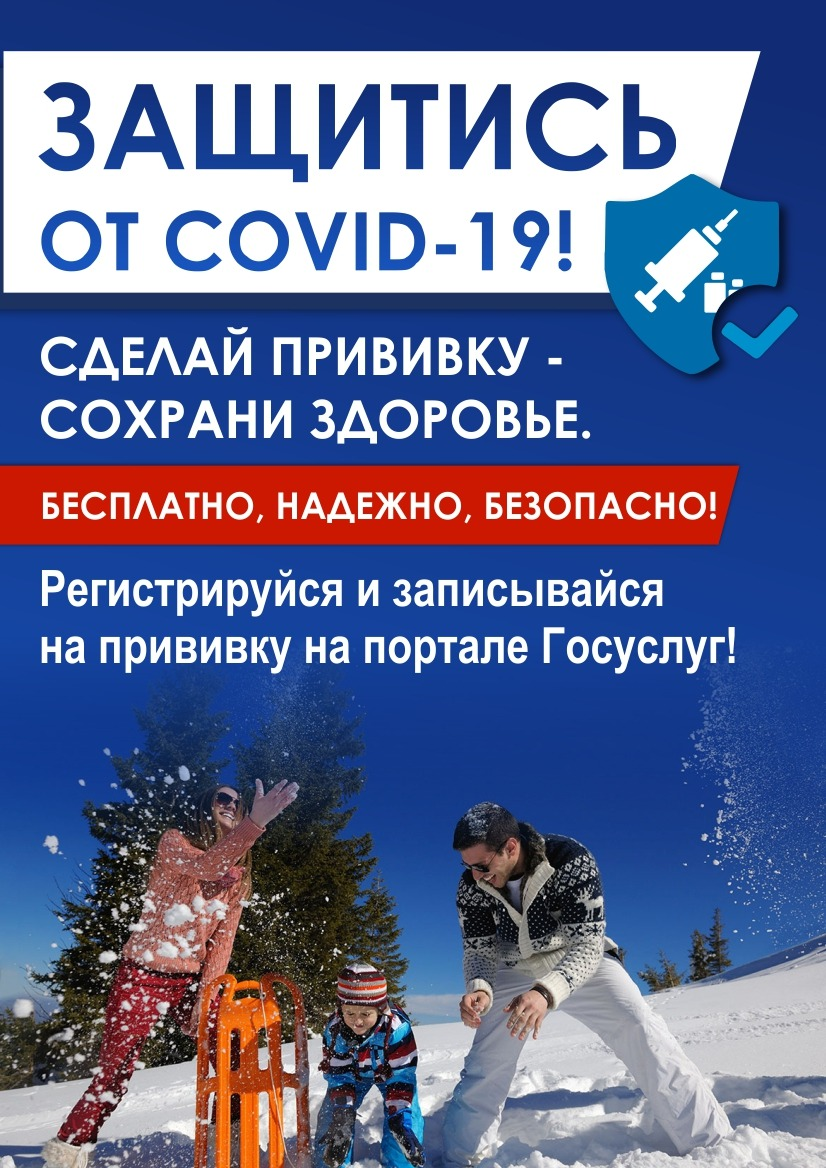 ЗАЩИТИСЬ
ОТ COVID-19!
СДЕЛАЙ ПРИВИВКУ -
СОХРАНИ ЗДОРОВЬЕ.
БЕСПЛАТНО, НАДЕЖНО, БЕЗОПАСНО!
Регистрируйся и записывайся
на прививку на портале Госуслуг!